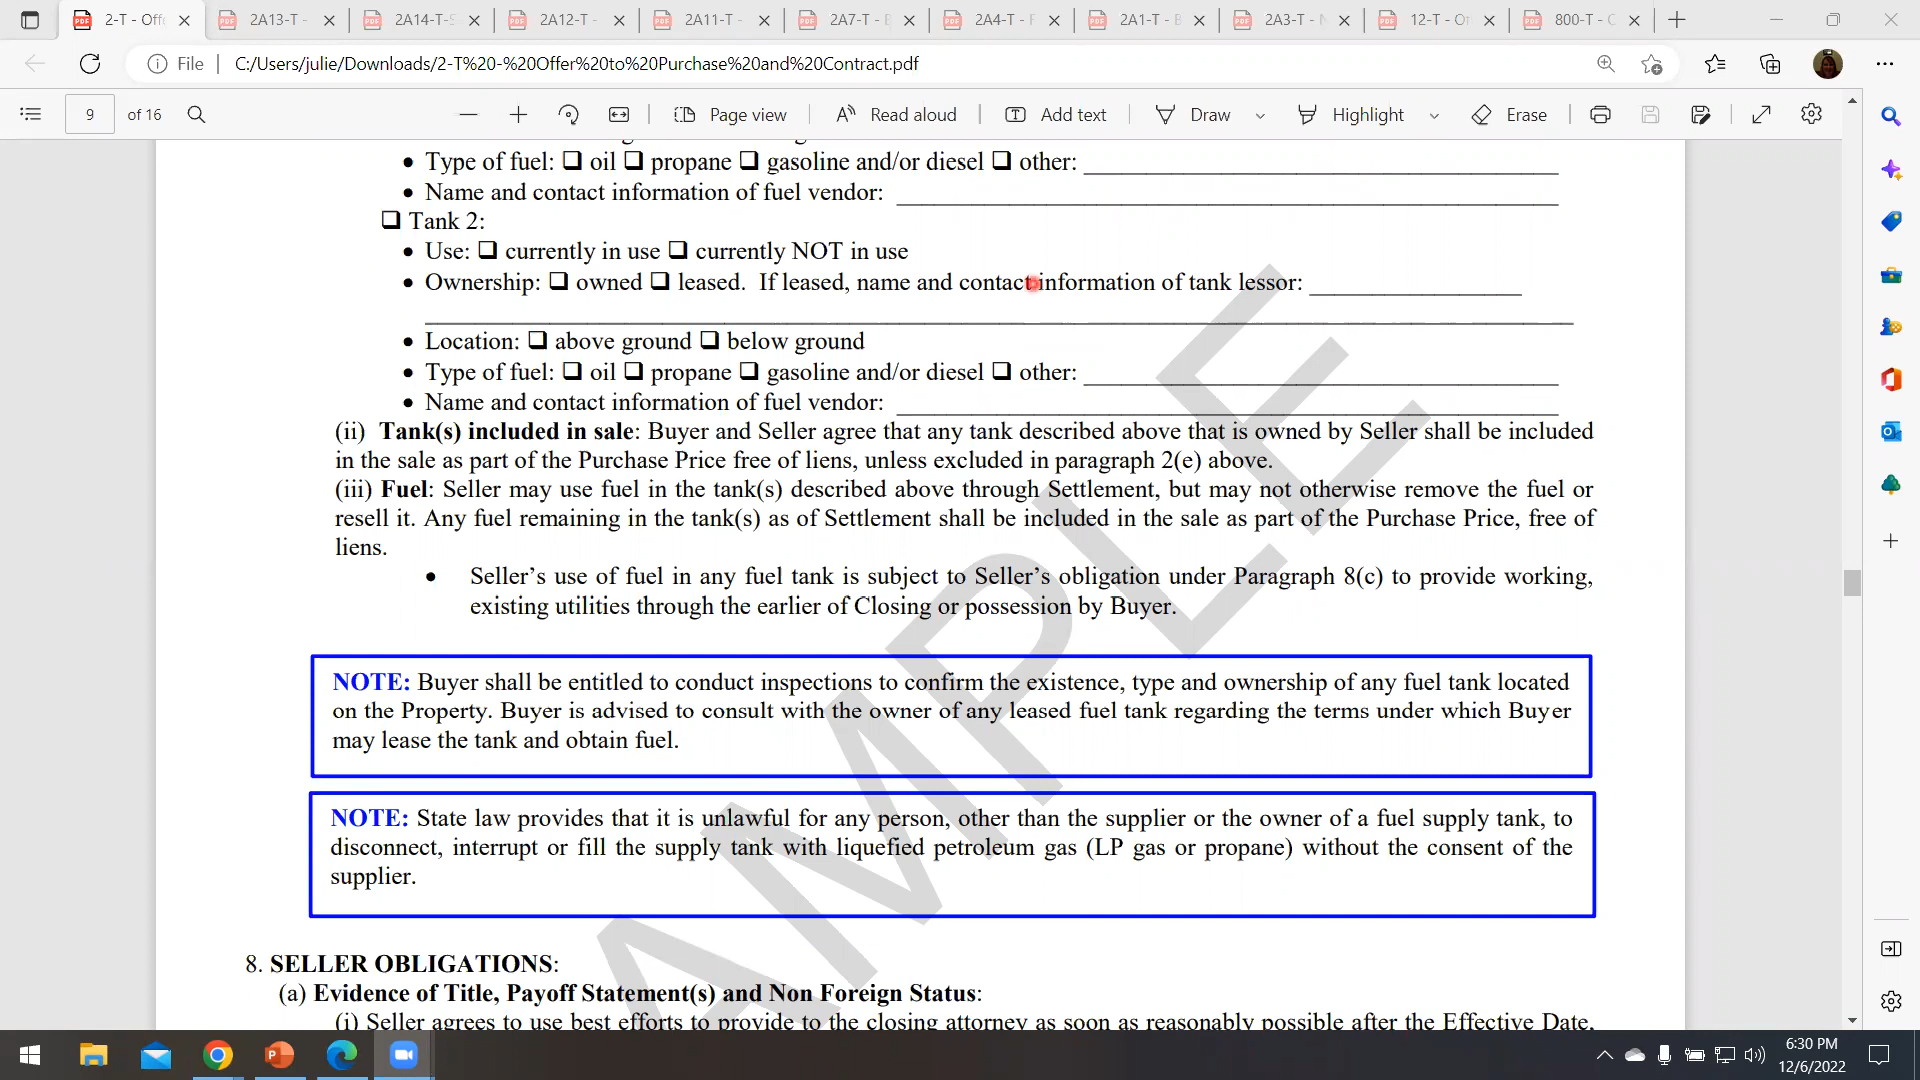 2-T - Offe
2A13-T -
2A14-T-S
2A12-T -
2A11-T -
2A7-T - B
2A4-T - F
2A1-T - B
2A3-T - N
12-T - O
800-T - C
File
C:/Users/julie/Downloads/2-T%20-%20Offer%20to%20Purchase%20and%20Contract.pdf
9 of 16
Page view
Read aloud
Add text
Draw
Highlight
Erase
• Type of fuel: ❑ oil ❑ propane ❑ gasoline and/or diesel ❑ other:
• Name and contact information of fuel vendor:
❑ Tank 2:
• Use: ❑ currently in use ❑ currently NOT in use
• Ownership: ❑ owned ❑ leased. If leased, name and contact information of tank lessor:
• Location: ❑ above ground ❑ below ground
• Type of fuel: ❑ oil ❑ propane ❑ gasoline and/or diesel ❑ other:
• Name and contact information of fuel vendor:
(ii) Tank(s) included in sale: Buyer and Seller agree that any tank described above that is owned by Seller shall be included
in the sale as part of the Purchase Price free of liens, unless excluded in paragraph 2(e) above.
(iii) Fuel: Seller may use fuel in the tank(s) described above through Settlement, but may not otherwise remove the fuel or
resell it. Any fuel remaining in the tank(s) as of Settlement shall be included in the sale as part of the Purchase Price, free of
liens.
• Seller’s use of fuel in any fuel tank is subject to Seller’s obligation under Paragraph 8(c) to provide working,
existing utilities through the earlier of Closing or possession by Buyer.
NOTE: Buyer shall be entitled to conduct inspections to confirm the existence, type and ownership of any fuel tank located
on the Property. Buyer is advised to consult with the owner of any leased fuel tank regarding the terms under which Buyer
may lease the tank and obtain fuel.
NOTE: State law provides that it is unlawful for any person, other than the supplier or the owner of a fuel supply tank, to
disconnect, interrupt or fill the supply tank with liquefied petroleum gas (LP gas or propane) without the consent of the
supplier.
8. SELLER OBLIGATIONS:
(a) Evidence of Title, Payoff Statement(s) and Non Foreign Status:
(i) Seller agrees to use best efforts to provide to the closing attorney as soon as reasonably possible after the Effective Date,
AMPLE
6:30 PM
12/6/2022